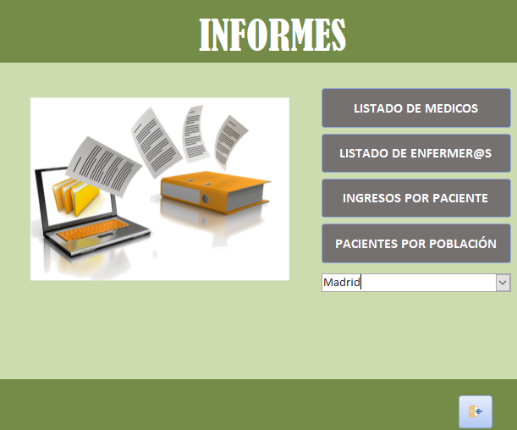 INFORMES
LISTADO DE MEDICOS
LISTADO DE ENFERMER@S
INGRESOS POR PACIENTE
PACIENTES POR POBLACIÓN
Madrid